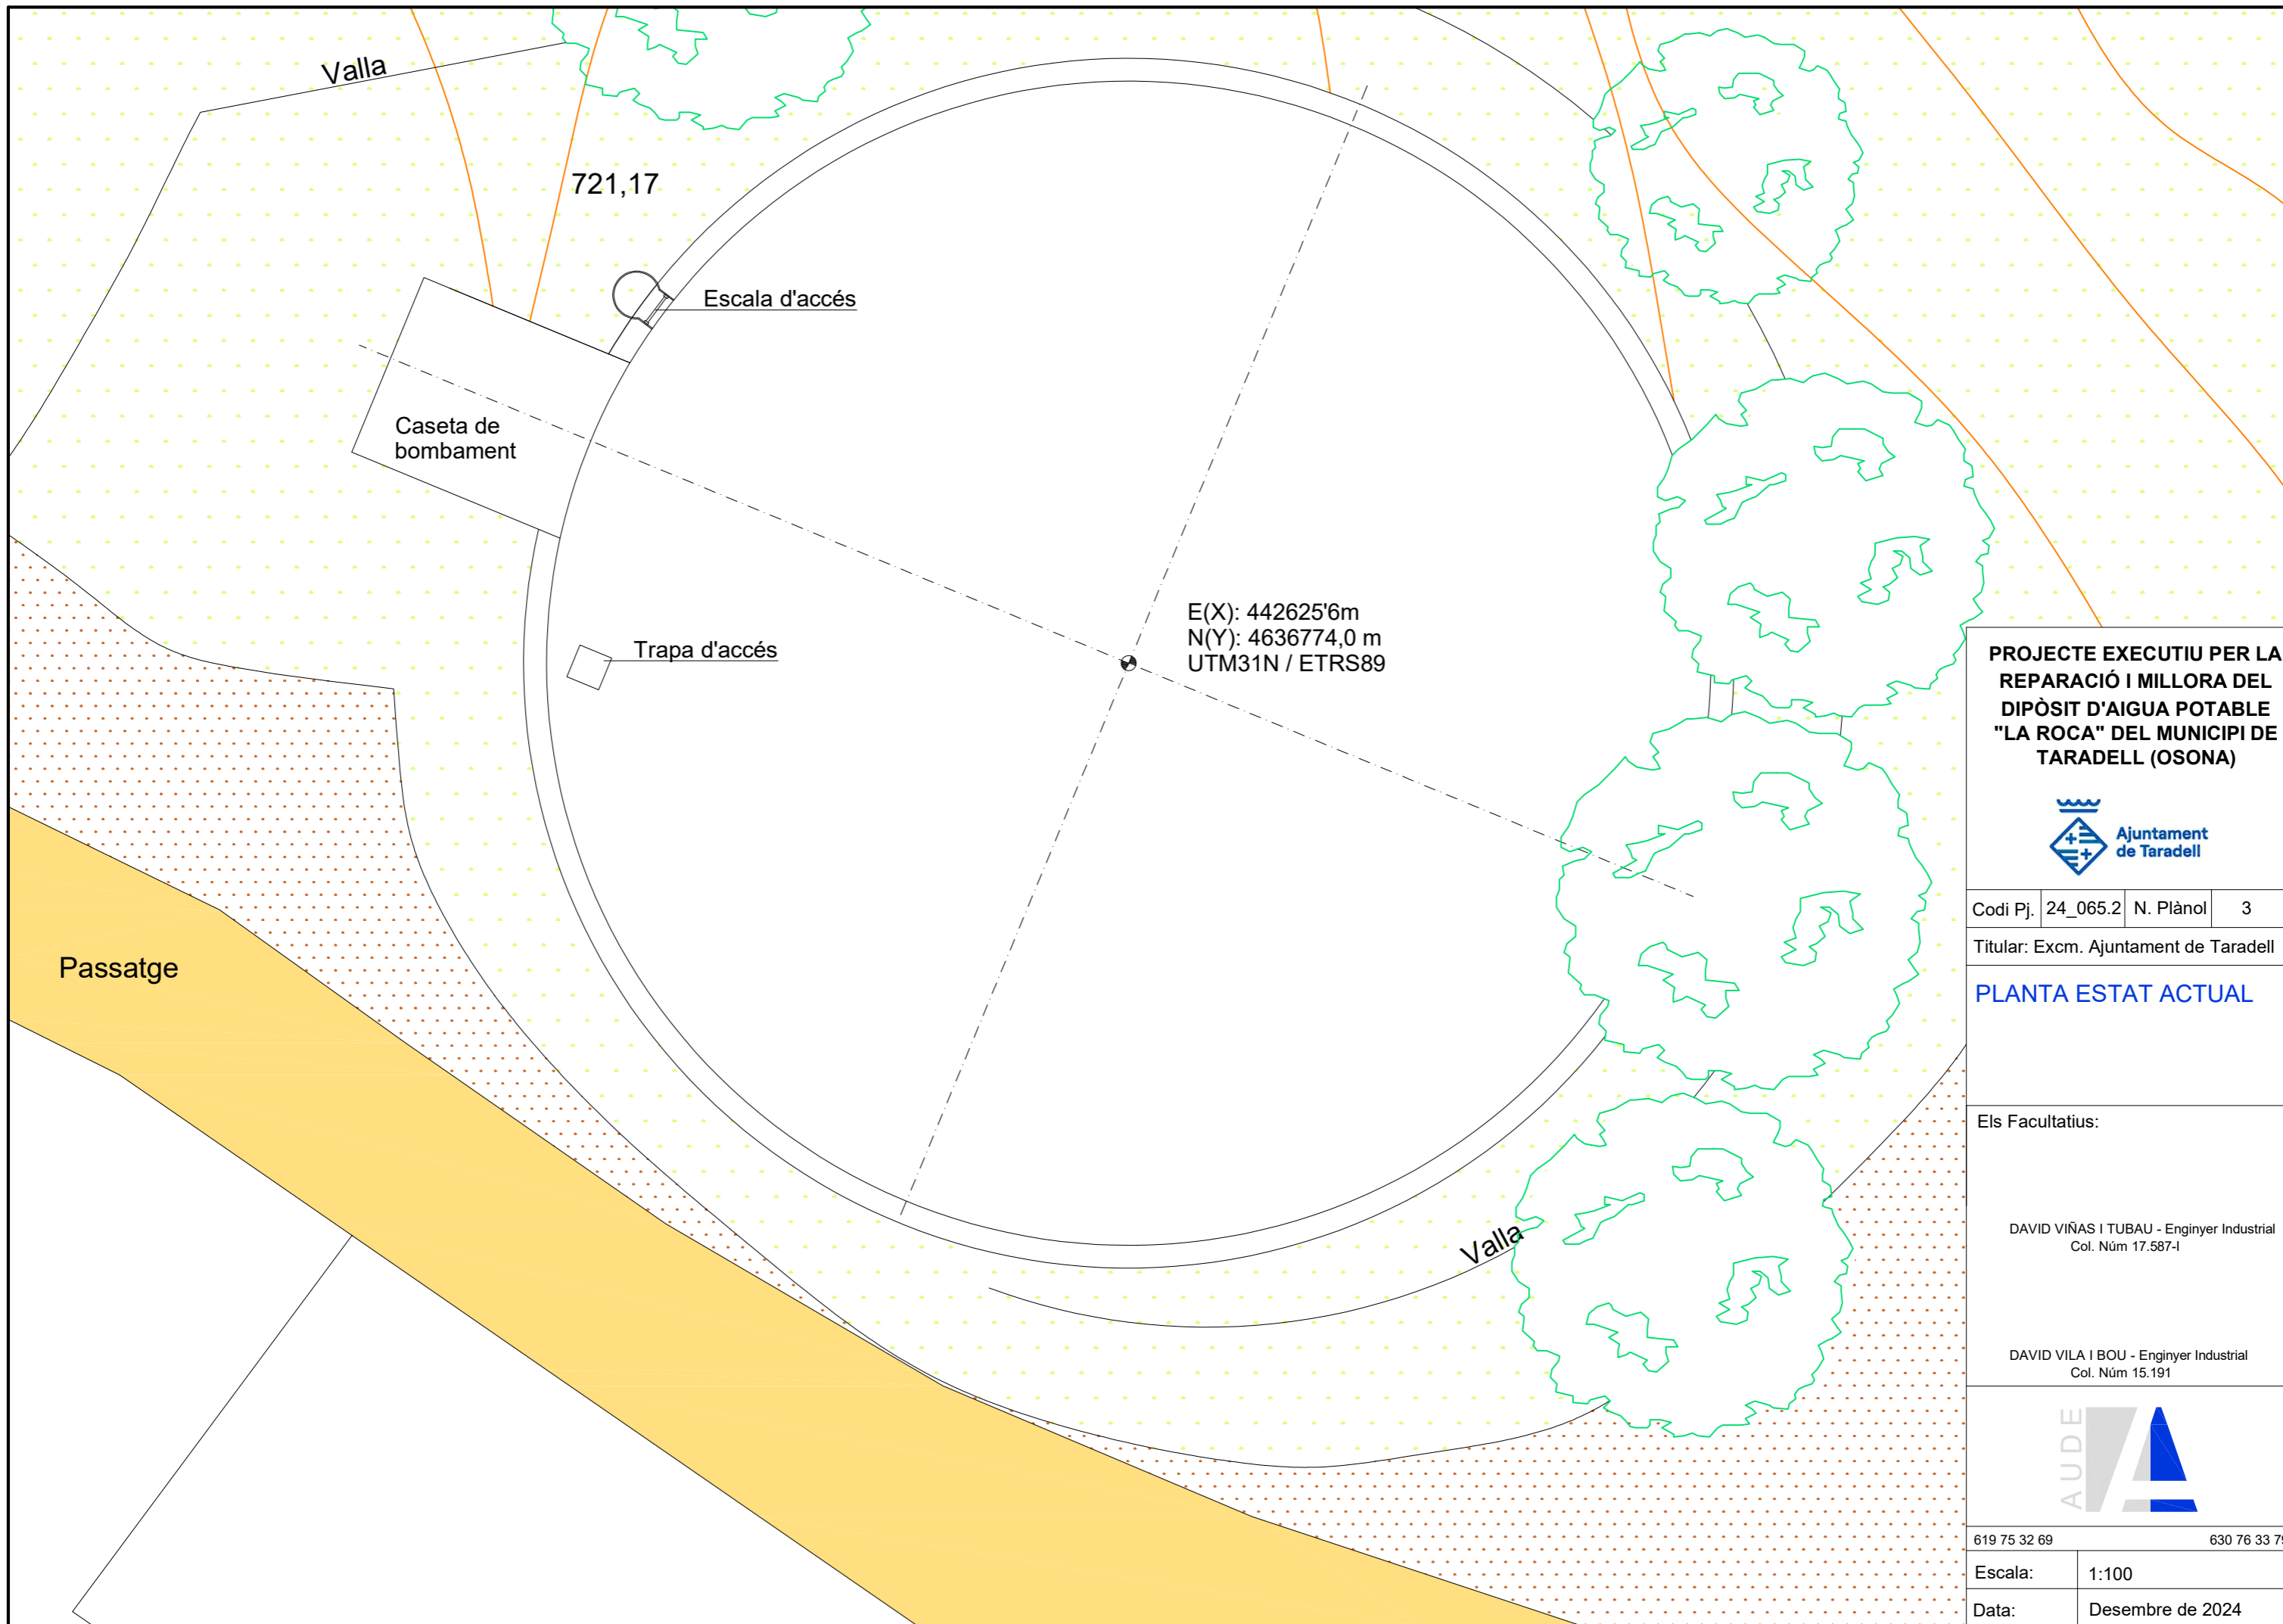 Valla
721,17
Escala d'accés
Caseta de
bombament
E(X): 442625'6m
N(Y): 4636774,0 m
UTM31N / ETRS89
Trapa d'accés
Passatge
Valla
PROJECTE EXECUTIU PER LA
REPARACIÓ I MILLORA DEL
DIPÒSIT D'AIGUA POTABLE
"LA ROCA" DEL MUNICIPI DE
TARADELL (OSONA)
Ajuntament
de Taradell
Codi Pj. 24_065.2 N. Plànol 3
Titular: Excm. Ajuntament de Taradell
PLANTA ESTAT ACTUAL
Els Facultatius:
DAVID VIÑAS I TUBAU - Enginyer Industrial
Col. Núm 17.587-I
DAVID VILA I BOU - Enginyer Industrial
Col. Núm 15.191
AUDE
619 75 32 69 630 76 33 79
Escala: 1:100
Data: Desembre de 2024